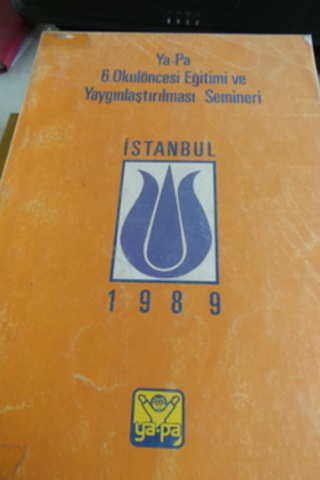 Ya-Pa
6.Okulöncesi Eğitimi ve
Yaygınlaştırılması Semineri
İSTANBUL
1989
ya-pa